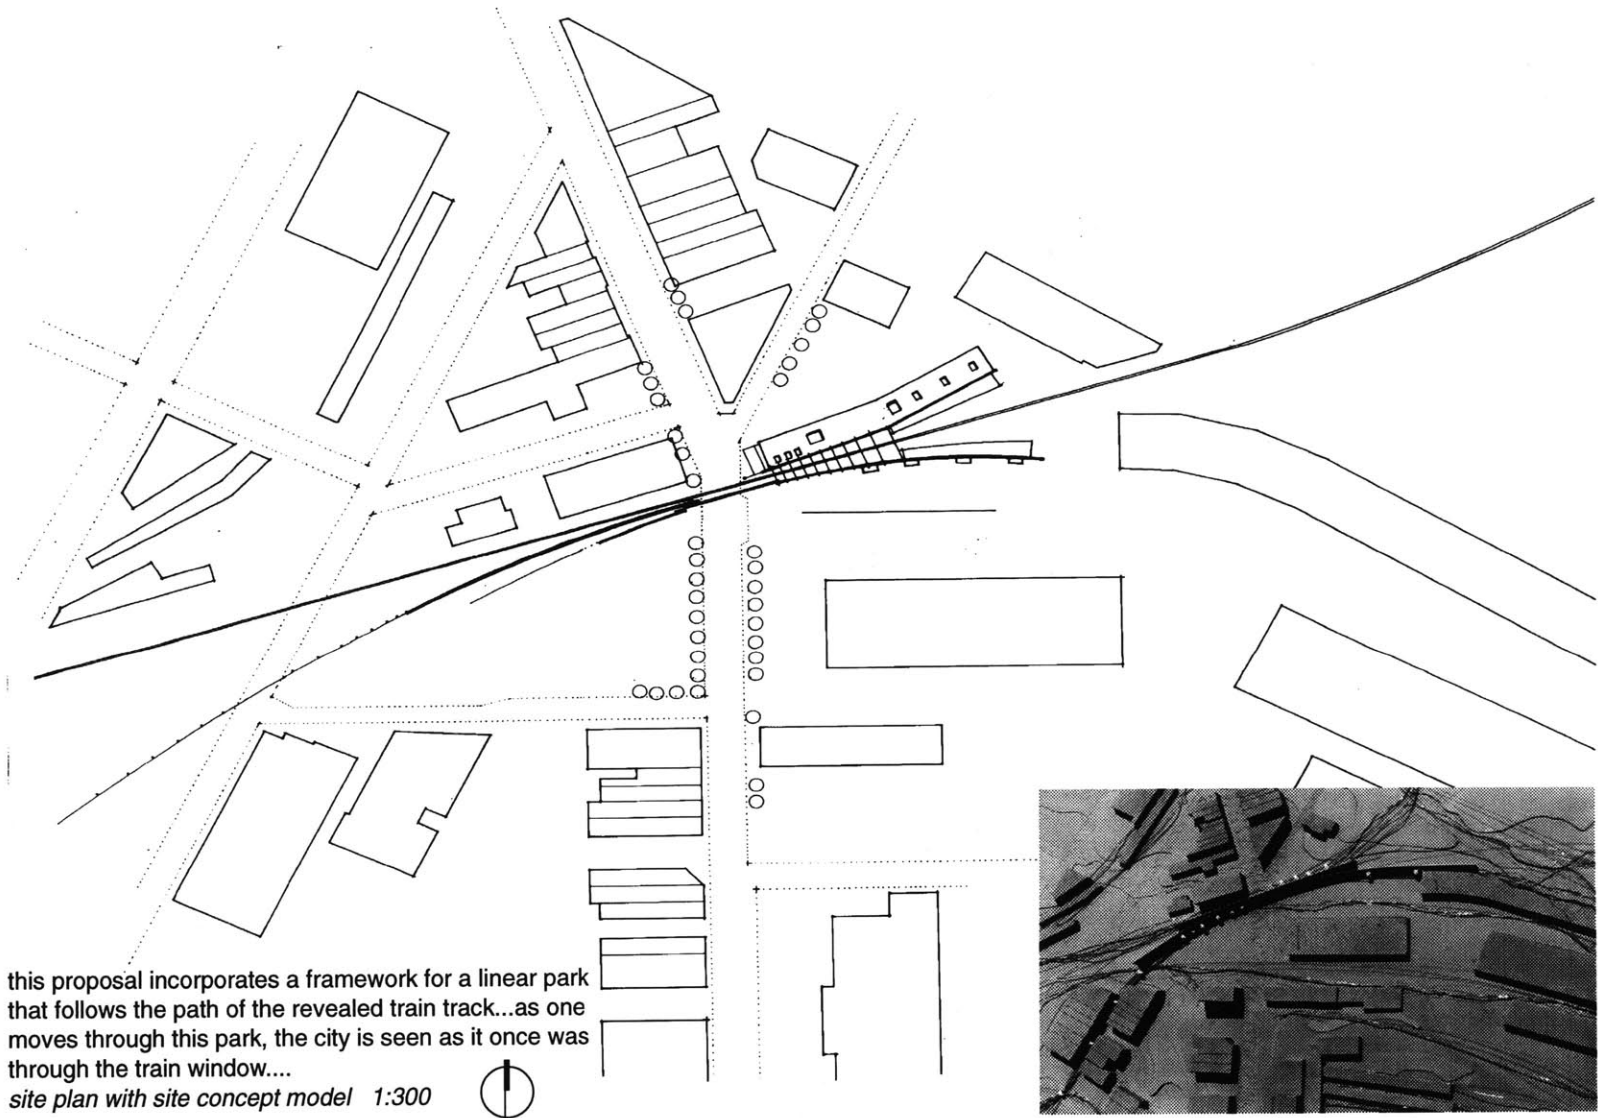 this proposal incorporates a framework for a linear park
that follows the path of the revealed train track...as one
moves through this park, the city is seen as it once was
through the train window....
site plan with site concept model 1:300